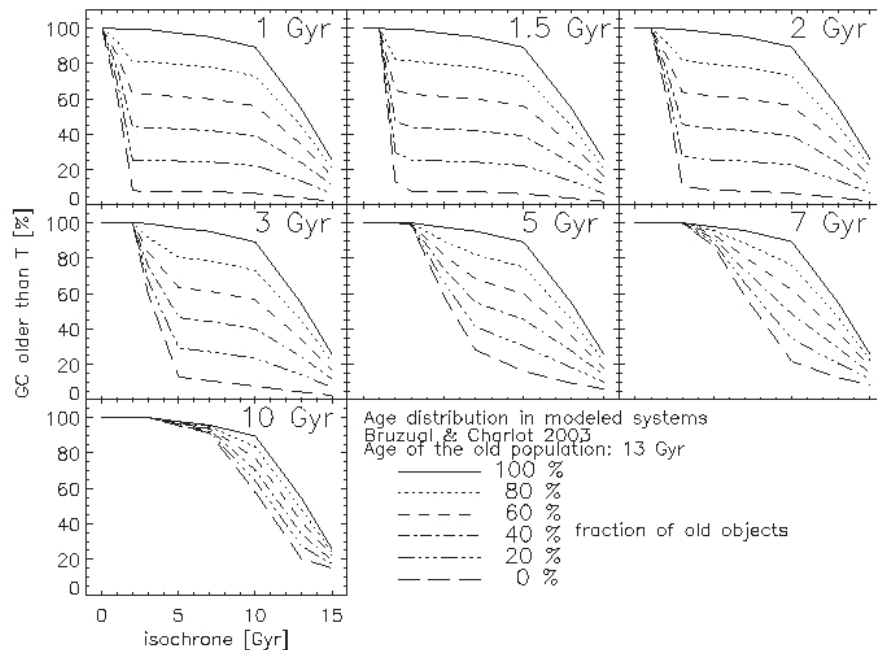 1 Gyr
1.5 Gyr
2 Gyr
100
80
60
40
20
0
3 Gyr
5 Gyr
7 Gyr
100
80
60
40
20
0
GC older than T [%]
10 Gyr
100
80
60
40
20
0
0 5 10 15
isochrone [Gyr]
Age distribution in modeled systems
Bruzual & Charlot 2003
Age of the old population: 13 Gyr
100 %
80 %
60 %
40 % fraction of old objects
20 %
0 %